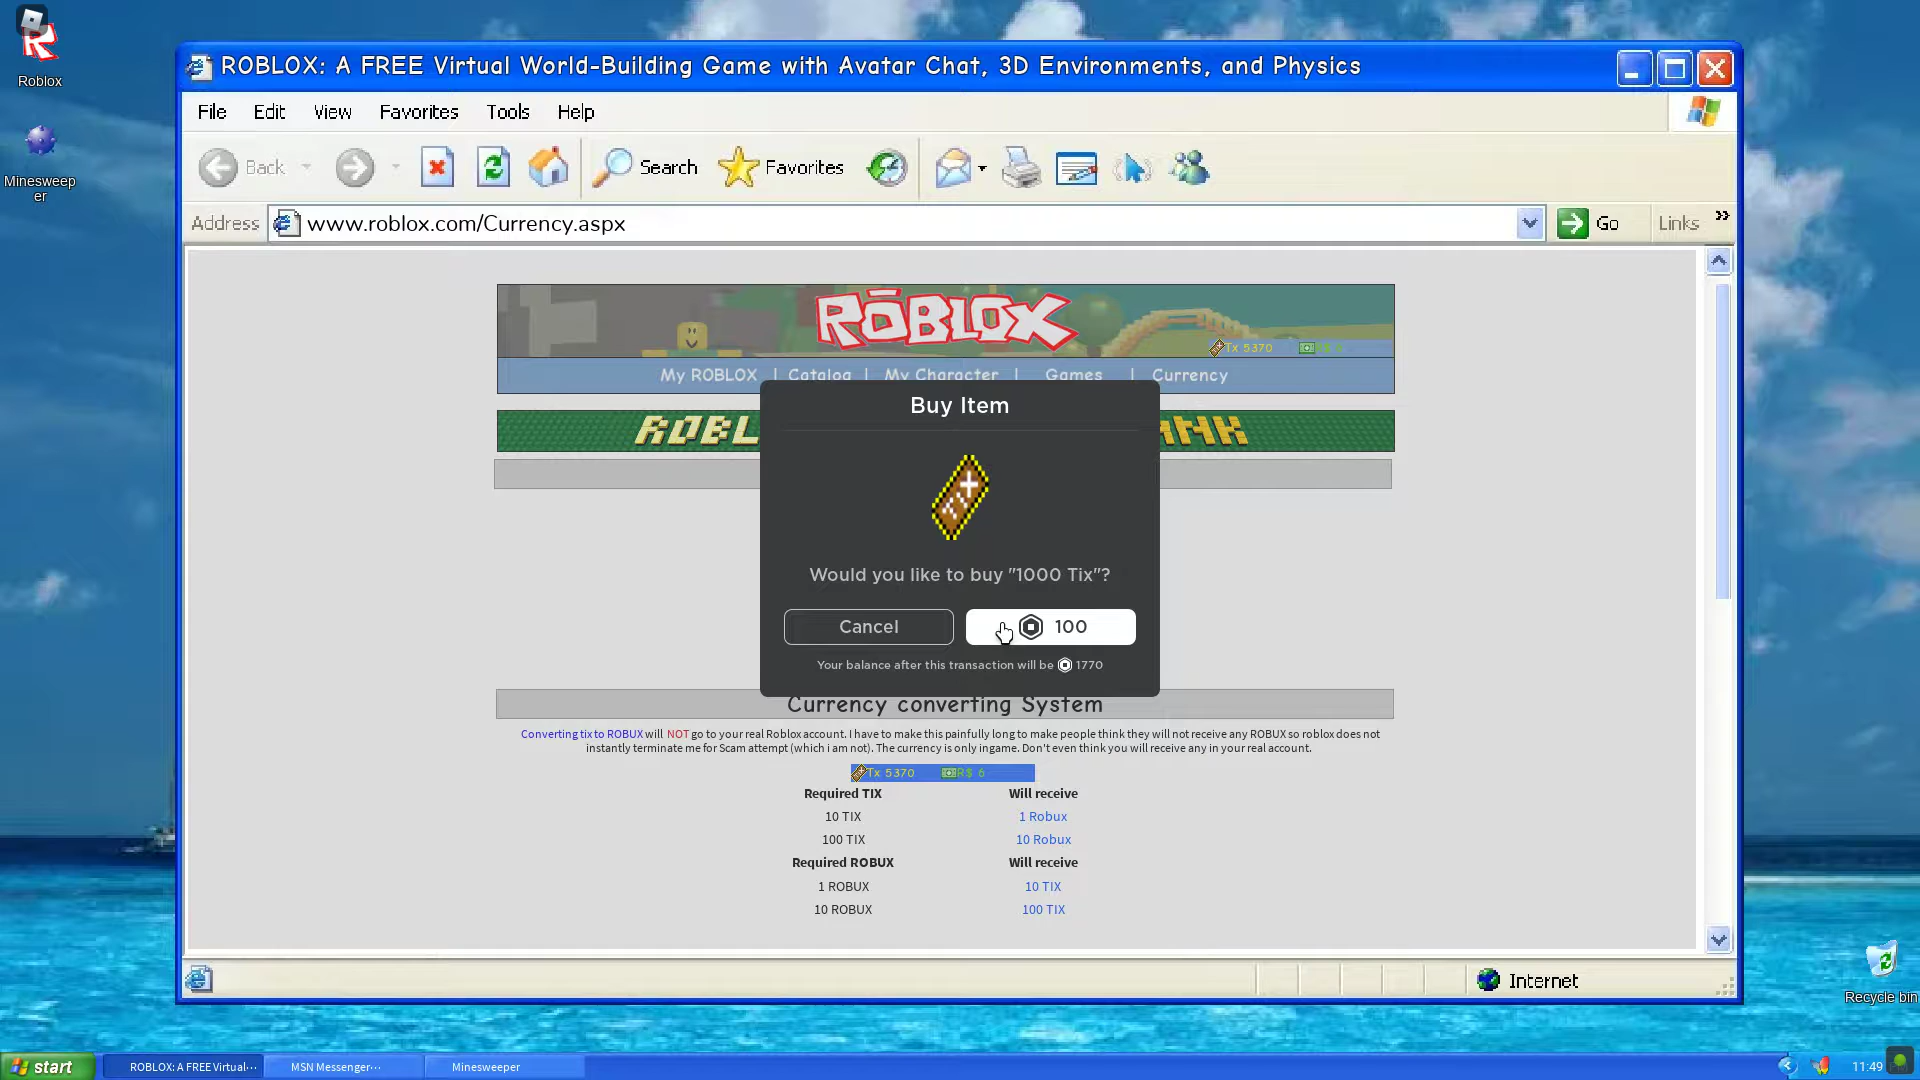 Roblox
Minesweep
er
ROBLOX: A FREE Virtual World-Building Game with Avatar Chat, 3D Environments, and Physics
File Edit View Favorites Tools Help
Back Search Favorites
Address www.roblox.com/Currency.aspx Go Links »
ROBLOX
Tx 5370
My ROBLOX | Catalog | My Character | Games | Currency
ROBL
Buy Item
Would you like to buy "1000 Tix"?
Cancel 100
Your balance after this transaction will be 1770
Currency converting System
Converting tix to ROBUX will NOT go to your real Roblox account. I have to make this painfully long to make people think they will not receive any ROBUX so roblox does not
instantly terminate me for Scam attempt (which i am not). The currency is only ingame. Don't even think you will receive any in your real account.
Tx 5370 R$ 6
Required TIX Will receive
10 TIX 1 Robux
100 TIX 10 Robux
Required ROBUX Will receive
1 ROBUX 10 TIX
10 ROBUX 100 TIX
Internet
Recycle bin
start ROBLOX: A FREE Virtual... MSN Messenger... Minesweeper 11:49